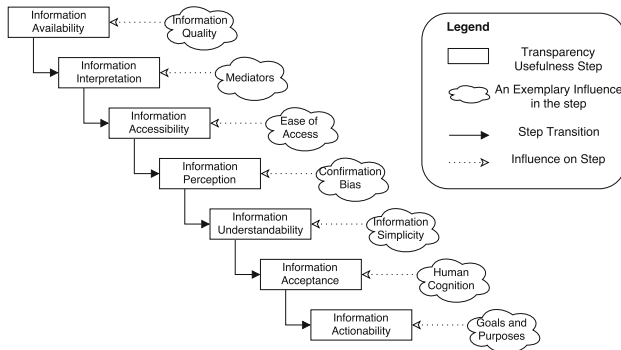 Information
Availability
Information
Quality
Information
Interpretation
Mediators
Information
Accessibility
Ease of
Access
Information
Perception
Confirmation
Bias
Information
Understandability
Information
Simplicity
Information
Acceptance
Human
Cognition
Information
Actionability
Goals and
Purposes
Legend
Transparency
Usefulness Step
An Exemplary Influence
in the step
Step Transition
Influence on Step